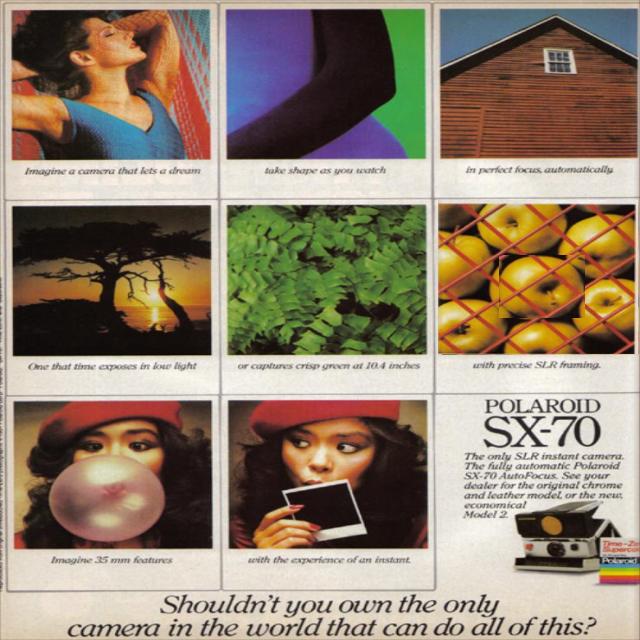 Imagine a camera that lets a dream
take shape as you watch
in perfect focus, automatically.
One that time exposes in low light
or captures crisp green at 10.4 inches
with precise SLR framing.
Imagine 35 mm features
with the experience of an instant.
POLAROID
SX-70
The only SLR instant camera.
The fully automatic Polaroid
SX-70 AutoFocus. See your
dealer for the original chrome
and leather model, or the new,
economical
Model 2.
Polaroid
Shouldn't you own the only
camera in the world that can do all of this?